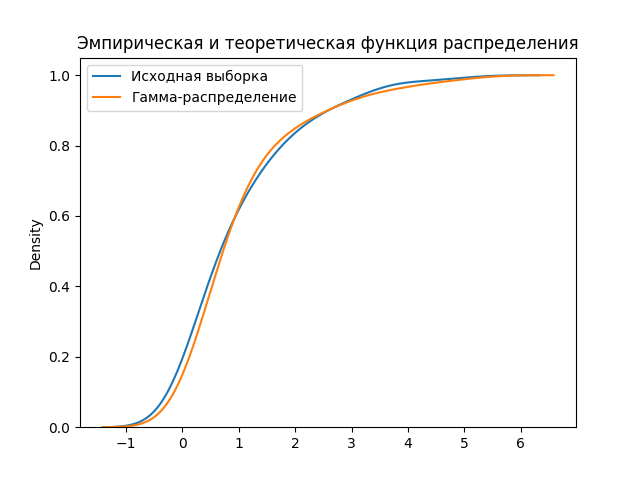 Эмпирическая и теоретическая функция распределения
Исходная выборка
Гамма-распределение
Density
1.0
0.8
0.6
0.4
0.2
0.0
−1 0 1 2 3 4 5 6